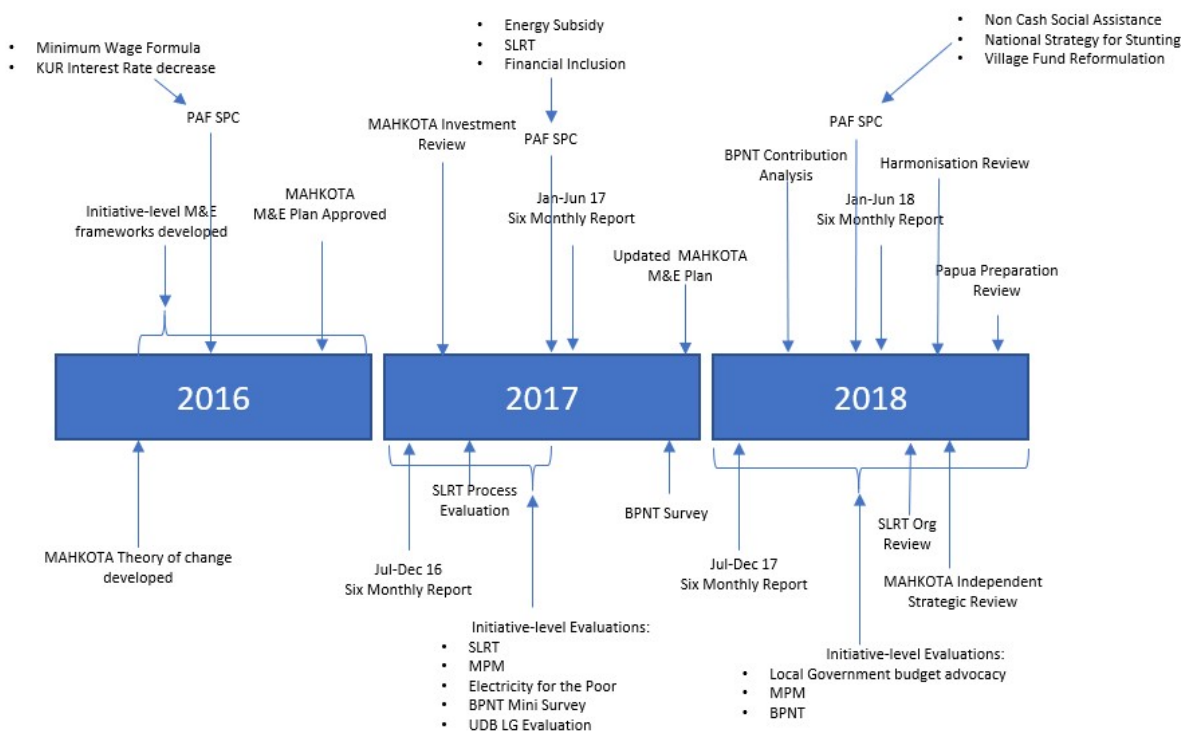 • Minimum Wage Formula
• KUR Interest Rate decrease
PAF SPC
Initiative-level M&E
frameworks developed
MAHKOTA
M&E Plan Approved
• Energy Subsidy
• SLRT
• Financial Inclusion
MAHKOTA Investment
Review
PAF SPC
Jan-Jun 17
Six Monthly Report
Updated MAHKOTA
M&E Plan
• Non Cash Social Assistance
• National Strategy for Stunting
• Village Fund Reformulation
PAF SPC
BPNT Contribution
Analysis
Harmonisation Review
Jan-Jun 18
Six Monthly Report
Papua Preparation
Review
2016
2017
2018
MAHKOTA Theory of change
developed
SLRT Process
Evaluation
Jul-Dec 16
Six Monthly Report
BPNT Survey
Initiative-level Evaluations:
• SLRT
• MPM
• Electricity for the Poor
• BPNT Mini Survey
• UDB LG Evaluation
Jul-Dec 17
Six Monthly Report
SLRT Org
Review
MAHKOTA Independent
Strategic Review
Initiative-level Evaluations:
• Local Government budget advocacy
• MPM
• BPNT